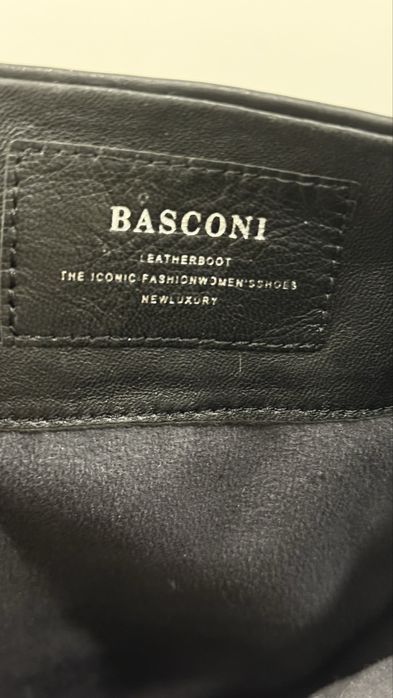 BASCONI
LEATHERBOOT
THE ICONIC FASHIONWOMEN'SSHOES
NEWLUXURY